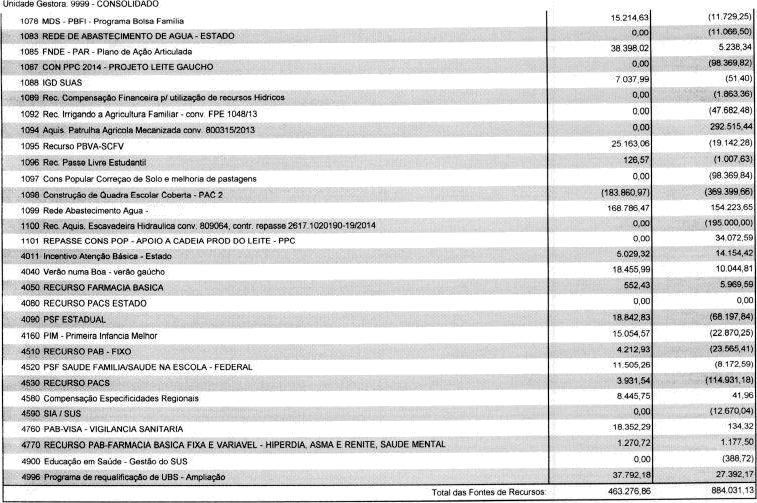 Unidade Gestora: 9999 - CONSOLIDADO
1078 MDS - PBFI - Programa Bolsa Família 15.214,63 (11.729,25)
1083 REDE DE ABASTECIMENTO DE AGUA - ESTADO 0,00 (11.066,50)
1085 FNDE - PAR - Plano de Ação Articulada 38.398,02 5.238,34
1087 CON PPC 2014 - PROJETO LEITE GAUCHO 0,00 (98.369,82)
1088 IGD SUAS 7.037,99 (51,40)
1089 Rec. Compensação Financeira p/ utilização de recursos Hidricos 0,00 (1.863,36)
1092 Rec. Irrigando a Agricultura Familiar - conv. FPE 1048/13 0,00 (47.682,48)
1094 Aquis. Patrulha Agricola Mecanizada conv. 800315/2013 0,00 292.515,44
1095 Recurso PBVA-SCFV 25.163,06 (19.142,28)
1096 Rec. Passe Livre Estudantil 126,57 (1.007,63)
1097 Cons Popular Correçao de Solo e melhoria de pastagens 0,00 (98.369,84)
1098 Construção de Quadra Escolar Coberta - PAC 2 (183.860,97) (369.399,66)
1099 Rede Abastecimento Agua - 168.786,47 154.223,65
1100 Rec. Aquis. Escavadeira Hidraulica conv. 809064, contr. repasse 2617.1020190-19/2014 0,00 (195.000,00)
1101 REPASSE CONS POP - APOIO A CADEIA PROD DO LEITE - PPC 0,00 34.072,59
4011 Incentivo Atenção Básica - Estado 5.029,32 14.154,42
4040 Verão numa Boa - verão gaúcho 18.455,99 10.044,81
4050 RECURSO FARMACIA BASICA 552,43 5.969,59
4080 RECURSO PACS ESTADO 0,00 0,00
4090 PSF ESTADUAL 18.842,83 (68.197,84)
4160 PIM - Primeira Infancia Melhor 15.054,57 (22.870,25)
4510 RECURSO PAB - FIXO 4.212,93 (23.565,41)
4520 PSF SAUDE FAMILIA/SAUDE NA ESCOLA - FEDERAL 11.505,26 (8.172,59)
4530 RECURSO PACS 3.931,54 (114.931,18)
4580 Compensação Especificidades Regionais 8.445,75 41,96
4590 SIA / SUS 0,00 (12.670,04)
4760 PAB-VISA - VIGILANCIA SANITARIA 18.352,29 134,32
4770 RECURSO PAB-FARMACIA BASICA FIXA E VARIAVEL - HIPERDIA, ASMA E RENITE, SAUDE MENTAL 1.270,72 1.177,50
4900 Educação em Saúde - Gestão do SUS 0,00 (388,72)
4996 Programa de requalificação de UBS - Ampliação 37.792,18 27.392,17
Total das Fontes de Recursos: 463.276,86 884.031,13